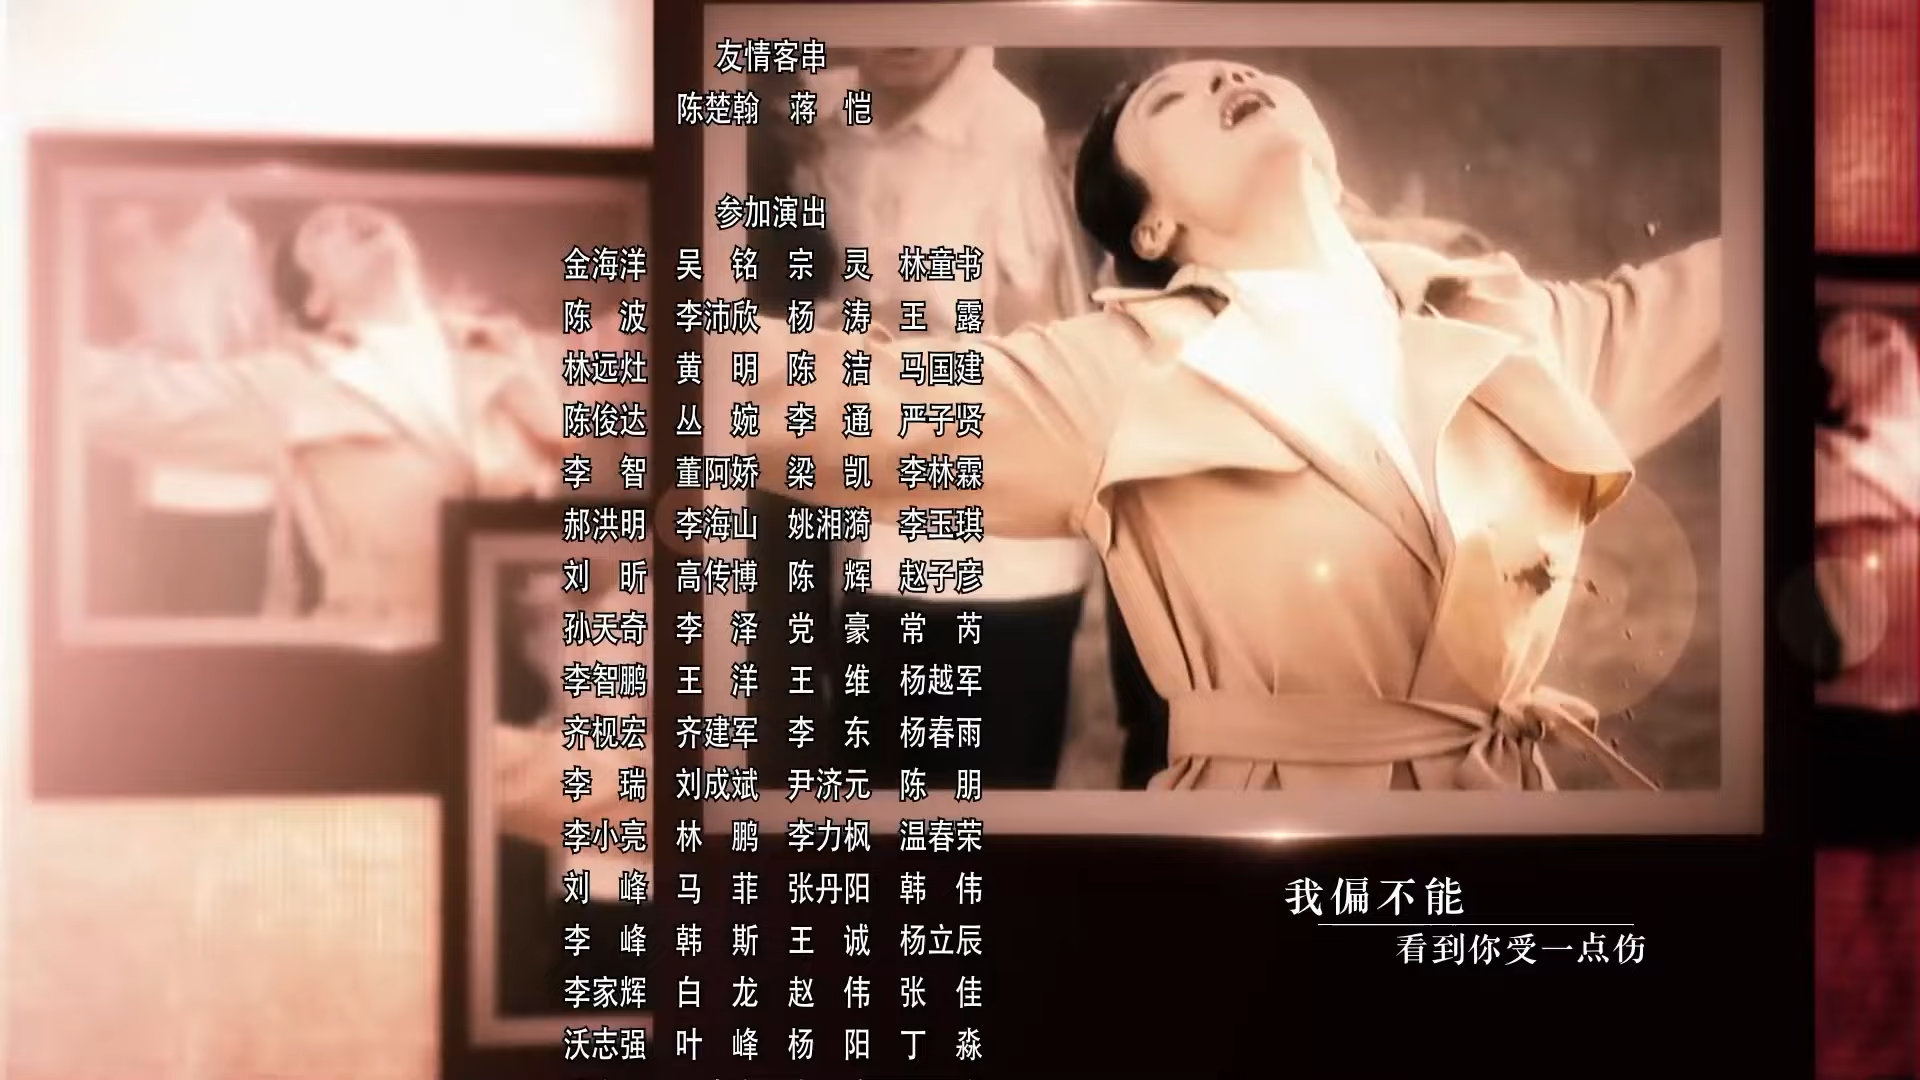 友情客串
陈楚翰 蒋恺
参加演出
金海洋 吴铭 宗灵 林童书
陈波 李沛欣 杨涛 王露
林远灶 黄明 陈洁 马国建
陈俊达 丛婉 李通 严子贤
李智 董阿娇 梁凯 李林霖
郝洪明 李海山 姚湘漪 李玉琪
刘昕 高传博 陈辉 赵子彦
孙天奇 李泽 党豪 常芮
李智鹏 王洋 王维 杨越军
齐枧宏 齐建军 李东 杨春雨
李瑞 刘成斌 尹济元 陈朋
李小亮 林鹏 李力枫 温春荣
刘峰 马菲 张丹阳 韩伟
李峰 韩斯 王诚 杨立辰
李家辉 白龙 赵伟 张佳
沃志强 叶峰 杨阳 丁淼
我偏不能
看到你受一点伤